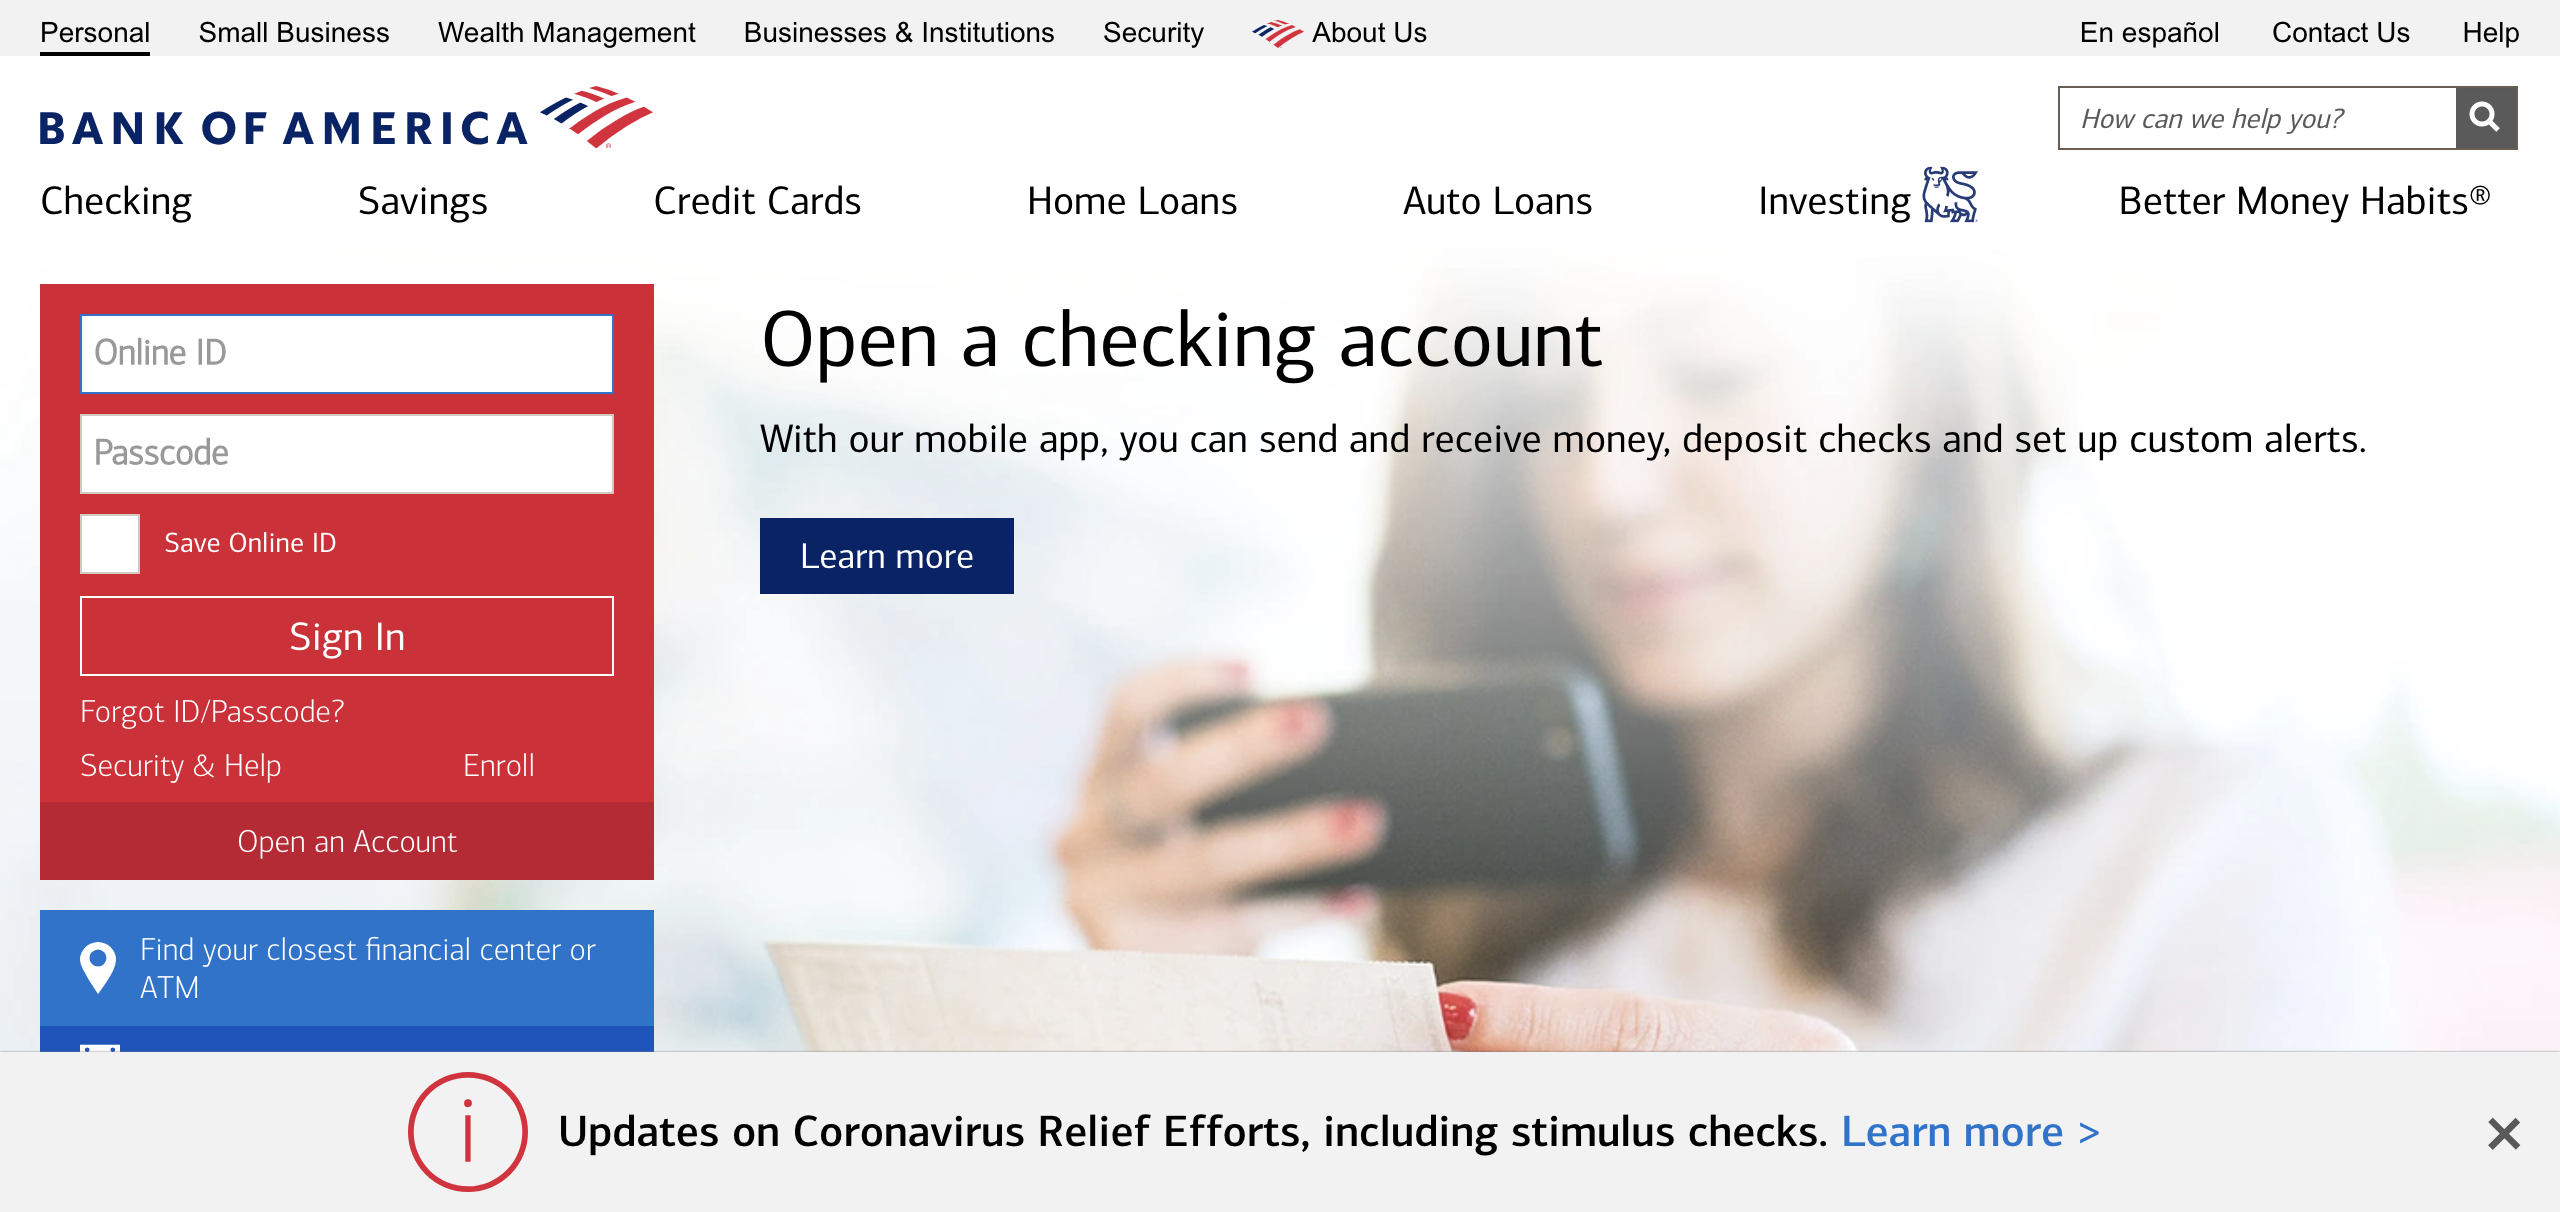 Personal Small Business Wealth Management Businesses & Institutions Security About Us En español Contact Us Help
BANK OF AMERICA
How can we help you?
Checking Savings Credit Cards Home Loans Auto Loans Investing Better Money Habits®
Online ID
Passcode
Save Online ID
Sign In
Forgot ID/Passcode?
Security & Help Enroll
Open an Account
Find your closest financial center or
ATM
Open a checking account
With our mobile app, you can send and receive money, deposit checks and set up custom alerts.
Learn more
Updates on Coronavirus Relief Efforts, including stimulus checks. Learn more >